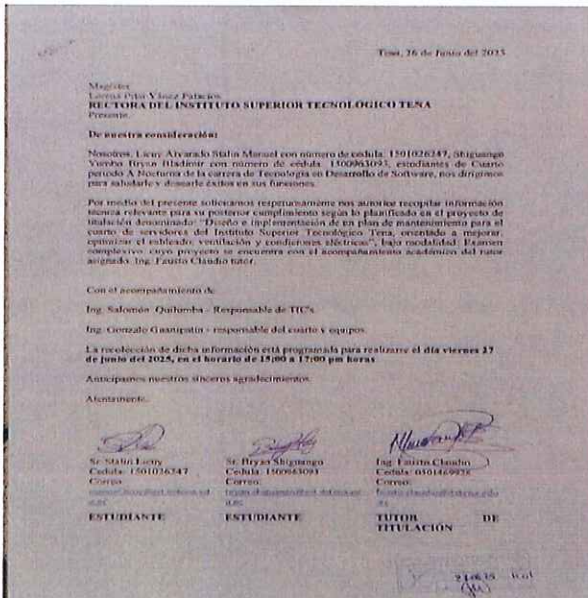 Tena, 26 de Junio del 2025
Magíster
Lorena Pilar Yánez Palacios
RECTORA DEL INSTITUTO SUPERIOR TECNOLÓGICO TENA
Presente.
De nuestra consideración:
Nosotros, Licuy Alvarado Stalin Manuel con número de cédula: 1501026247, Shiguango
Yumbo Bryan Bladimir con número de cédula: 1500963093, estudiantes de Cuarto
periodo A Nocturna de la carrera de Tecnología en Desarrollo de Software, nos dirigimos
para saludarle y desearle éxitos en sus funciones.
Por medio del presente solicitamos respetuosamente nos autorice recopilar información
técnica relevante para su posterior cumplimiento según lo planificado en el proyecto de
titulación denominado: "Diseño e implementación de un plan de mantenimiento para el
cuarto de servidores del Instituto Superior Tecnológico Tena, orientado a mejorar,
optimizar el cableado, ventilación y condiciones eléctricas", bajo modalidad: Examen
complexivo cuyo proyecto se encuentra con el acompañamiento académico del tutor
asignado. Ing. Fausto Claudio tutor.
Con el acompañamiento de
Ing. Salomón Quilumba - Responsable de TIC's
Ing. Gonzalo Guanipatin - responsable del cuarto y equipos.
La recolección de dicha información está programada para realizarse el día viernes 27
de junio del 2025, en el horario de 15:00 a 17:00 pm horas
Anticipamos nuestros sinceros agradecimientos.
Atentamente,
Sr. Stalin Licuy
Cedula: 1501026247
Correo:
ESTUDIANTE
Sr. Bryan Shiguango
Cedula: 1500963093
Correo:
ESTUDIANTE
Ing. Fausto Claudio
Cedula: 0501469928
Correo:
TUTOR DE
TITULACIÓN